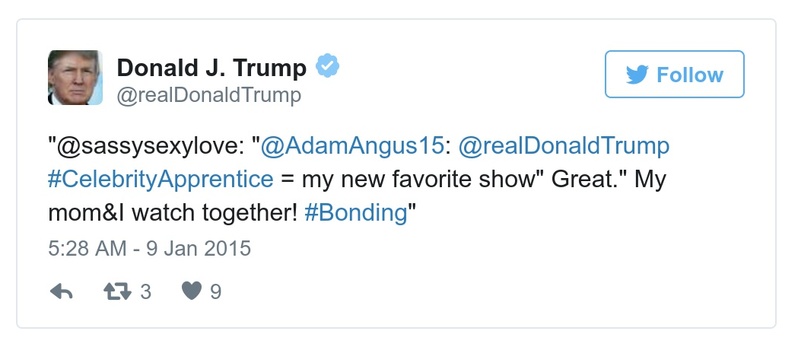 Donald J. Trump
@realDonaldTrump
Follow
"@sassysexylove: "@AdamAngus15: @realDonaldTrump
#CelebrityApprentice = my new favorite show" Great." My
mom&I watch together! #Bonding"
5:28 AM - 9 Jan 2015
3
9